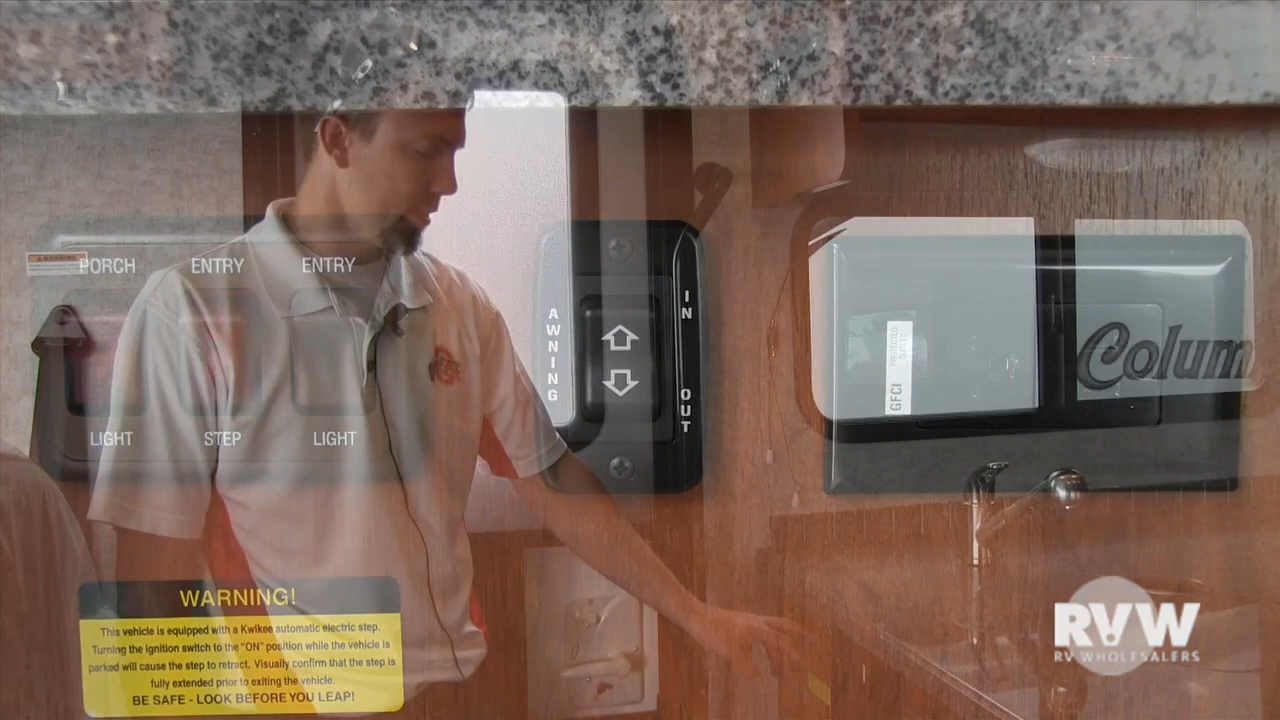 WARNING
PORCH ENTRY ENTRY
LIGHT STEP LIGHT
AWNING
IN
OUT
GFCI PROTECTED OUTLET
Colum
WARNING!
This vehicle is equipped with a Kwikee automatic electric step.
Turning the ignition switch to the "ON" position while the vehicle is
parked will cause the step to retract. Visually confirm that the step is
fully extended prior to exiting the vehicle.
BE SAFE - LOOK BEFORE YOU LEAP!
RVW
RV WHOLESALERS